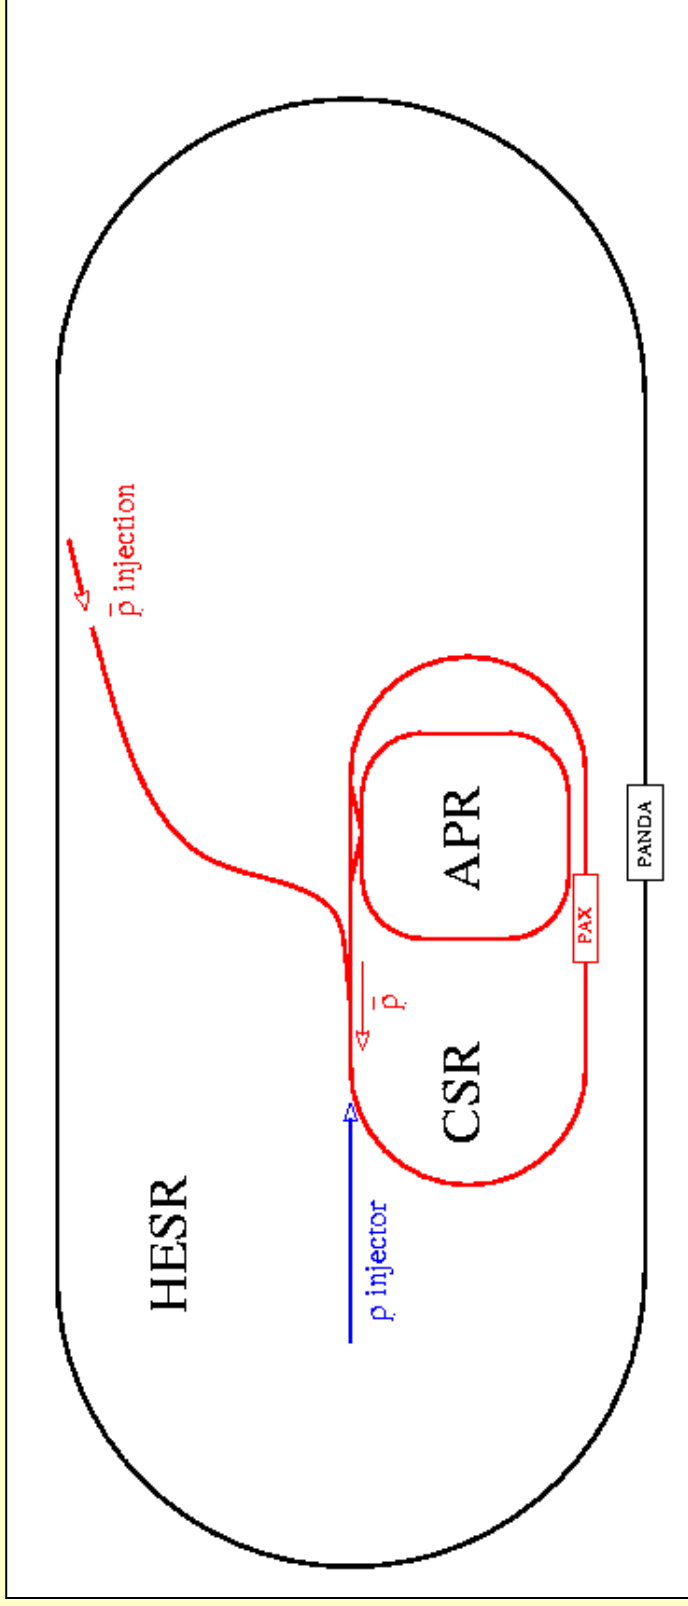 HESR
p̄ injection
p injector
p̄
CSR
APR
PAX
PANDA